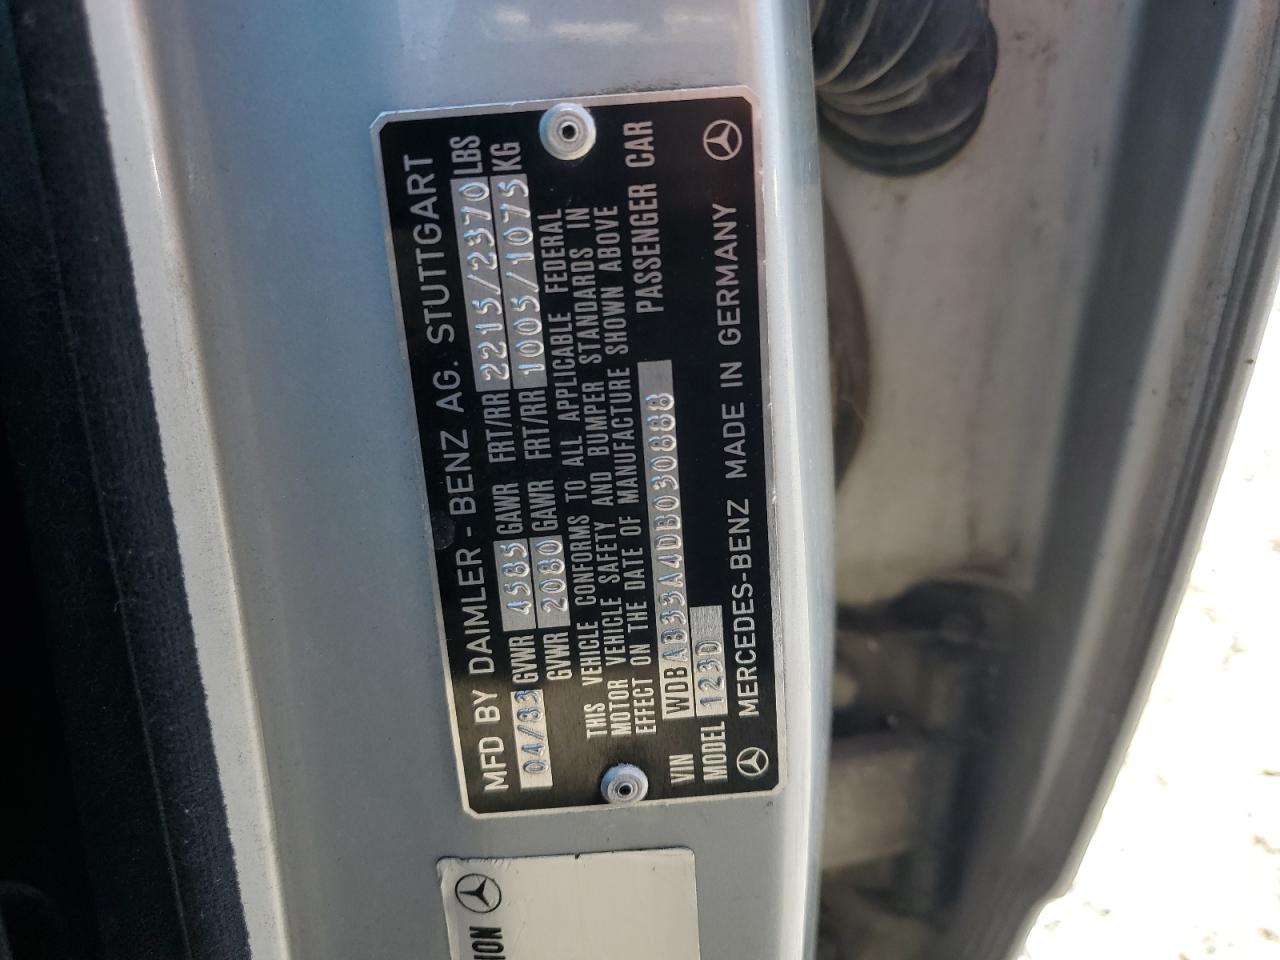 MFD BY DAIMLER - BENZ AG. STUTTGART
04/83 GVWR 4585 GAWR FRT/RR 2215/2370 LBS
GVWR 2080 GAWR FRT/RR 1005/1075 KG
THIS VEHICLE CONFORMS TO ALL APPLICABLE FEDERAL
MOTOR VEHICLE SAFETY AND BUMPER STANDARDS IN
EFFECT ON THE DATE OF MANUFACTURE SHOWN ABOVE
VIN WDBAB33A4DB030888 PASSENGER CAR
MODEL 123D
MERCEDES-BENZ MADE IN GERMANY